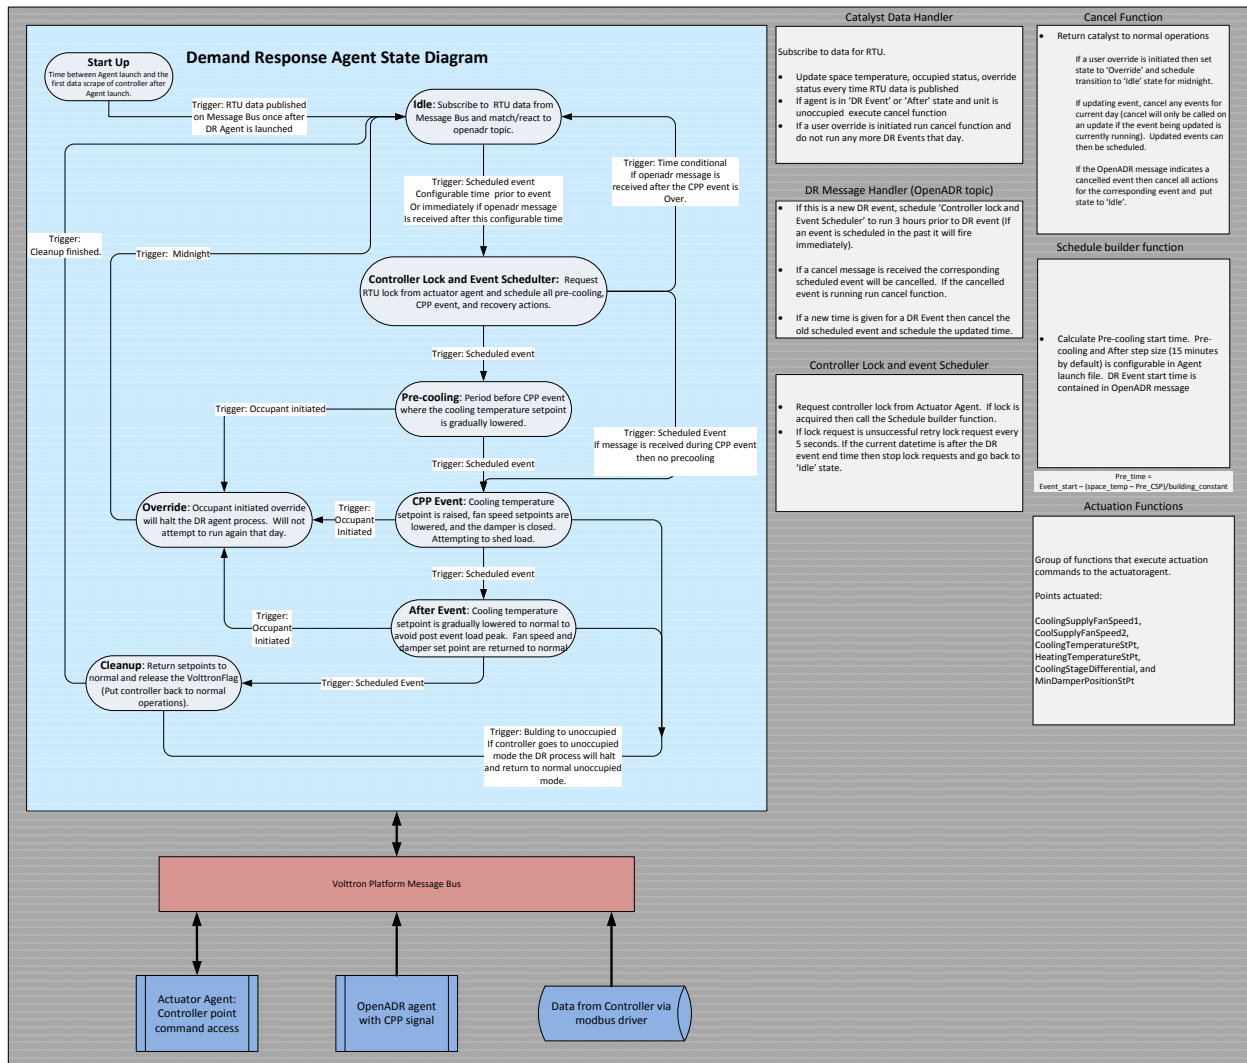 Demand Response Agent State Diagram
Start Up
Time between Agent launch and the
first data scrape of controller after
Agent launch.
Trigger: RTU data published
on Message Bus once after
DR Agent is launched
Idle: Subscribe to RTU data from
Message Bus and match/react to
openadr topic.
Trigger: Time conditional
If openadr message is
received after the CPP event is
Over.
Trigger: Scheduled event
Configurable time prior to event
Or immediately if openadr message
Is received after this configurable time
Trigger:
Cleanup finished.
Trigger: Midnight
Controller Lock and Event Schedulter: Request
RTU lock from actuator agent and schedule all pre-cooling,
CPP event, and recovery actions.
Trigger: Scheduled event
Pre-cooling: Period before CPP event
where the cooling temperature setpoint
is gradually lowered.
Trigger: Occupant initiated
Trigger: Scheduled Event
If message is received during CPP event
then no precooling
Trigger: Scheduled event
Override: Occupant initiated override
will halt the DR agent process. Will not
attempt to run again that day.
Trigger:
Occupant
Initiated
CPP Event: Cooling temperature
setpoint is raised, fan speed setpoints are
lowered, and the damper is closed.
Attempting to shed load.
Trigger: Scheduled event
Trigger:
Occupant
Initiated
After Event: Cooling temperature
setpoint is gradually lowered to normal to
avoid post event load peak. Fan speed and
damper set point are returned to normal
Cleanup: Return setpoints to
normal and release the VolttronFlag
(Put controller back to normal
operations).
Trigger: Scheduled Event
Trigger: Bulding to unoccupied
If controller goes to unoccupied
mode the DR process will halt
and return to normal unoccupied
mode.
Volttron Platform Message Bus
Actuator Agent:
Controller point
command access
OpenADR agent
with CPP signal
Data from Controller via
modbus driver
Catalyst Data Handler
Subscribe to data for RTU.
• Update space temperature, occupied status, override
status every time RTU data is published
• If agent is in ‘DR Event’ or ‘After’ state and unit is
unoccupied execute cancel function
• If a user override is initiated run cancel function and
do not run any more DR Events that day.
DR Message Handler (OpenADR topic)
• If this is a new DR event, schedule ‘Controller lock and
Event Scheduler’ to run 3 hours prior to DR event (If
an event is scheduled in the past it will fire
immediately).
• If a cancel message is received the corresponding
scheduled event will be cancelled. If the cancelled
event is running run cancel function.
• If a new time is given for a DR Event then cancel the
old scheduled event and schedule the updated time.
Controller Lock and event Scheduler
• Request controller lock from Actuator Agent. If lock is
acquired then call the Schedule builder function.
• If lock request is unsuccessful retry lock request every
5 seconds. If the current datetime is after the DR
event end time then stop lock requests and go back to
‘Idle’ state.
Cancel Function
• Return catalyst to normal operations
If a user override is initiated then set
state to ‘Override’ and schedule
transition to ‘Idle’ state for midnight.
If updating event, cancel any events for
current day (cancel will only be called on
an update if the event being updated is
currently running). Updated events can
then be scheduled.
If the OpenADR message indicates a
cancelled event then cancel all actions
for the corresponding event and put
state to ‘Idle’.
Schedule builder function
• Calculate Pre-cooling start time. Pre-
cooling and After step size (15 minutes
by default) is configurable in Agent
launch file. DR Event start time is
contained in OpenADR message
Pre_time =
Event_start – (space_temp – Pre_CSP)/building_constant
Actuation Functions
Group of functions that execute actuation
commands to the actuatoragent.
Points actuated:
CoolingSupplyFanSpeed1,
CoolSupplyFanSpeed2,
CoolingTemperatureStPt,
HeatingTemperatureStPt,
CoolingStageDifferential, and
MinDamperPositionStPt